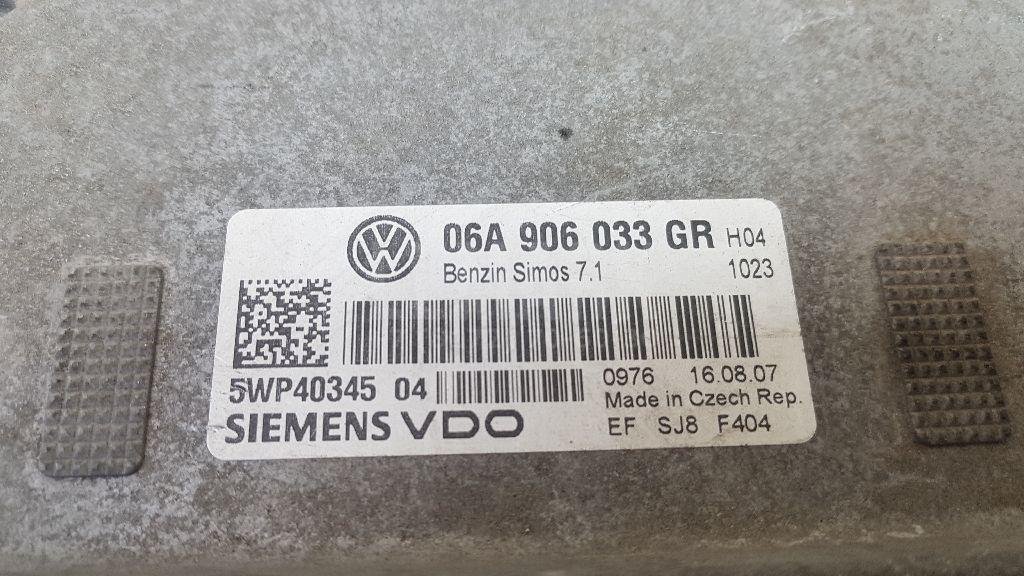 06A 906 033 GR H04
Benzin Simos 7.1 1023
5WP40345 04 0976 16.08.07
Made in Czech Rep.
SIEMENS VDO EF SJ8 F404